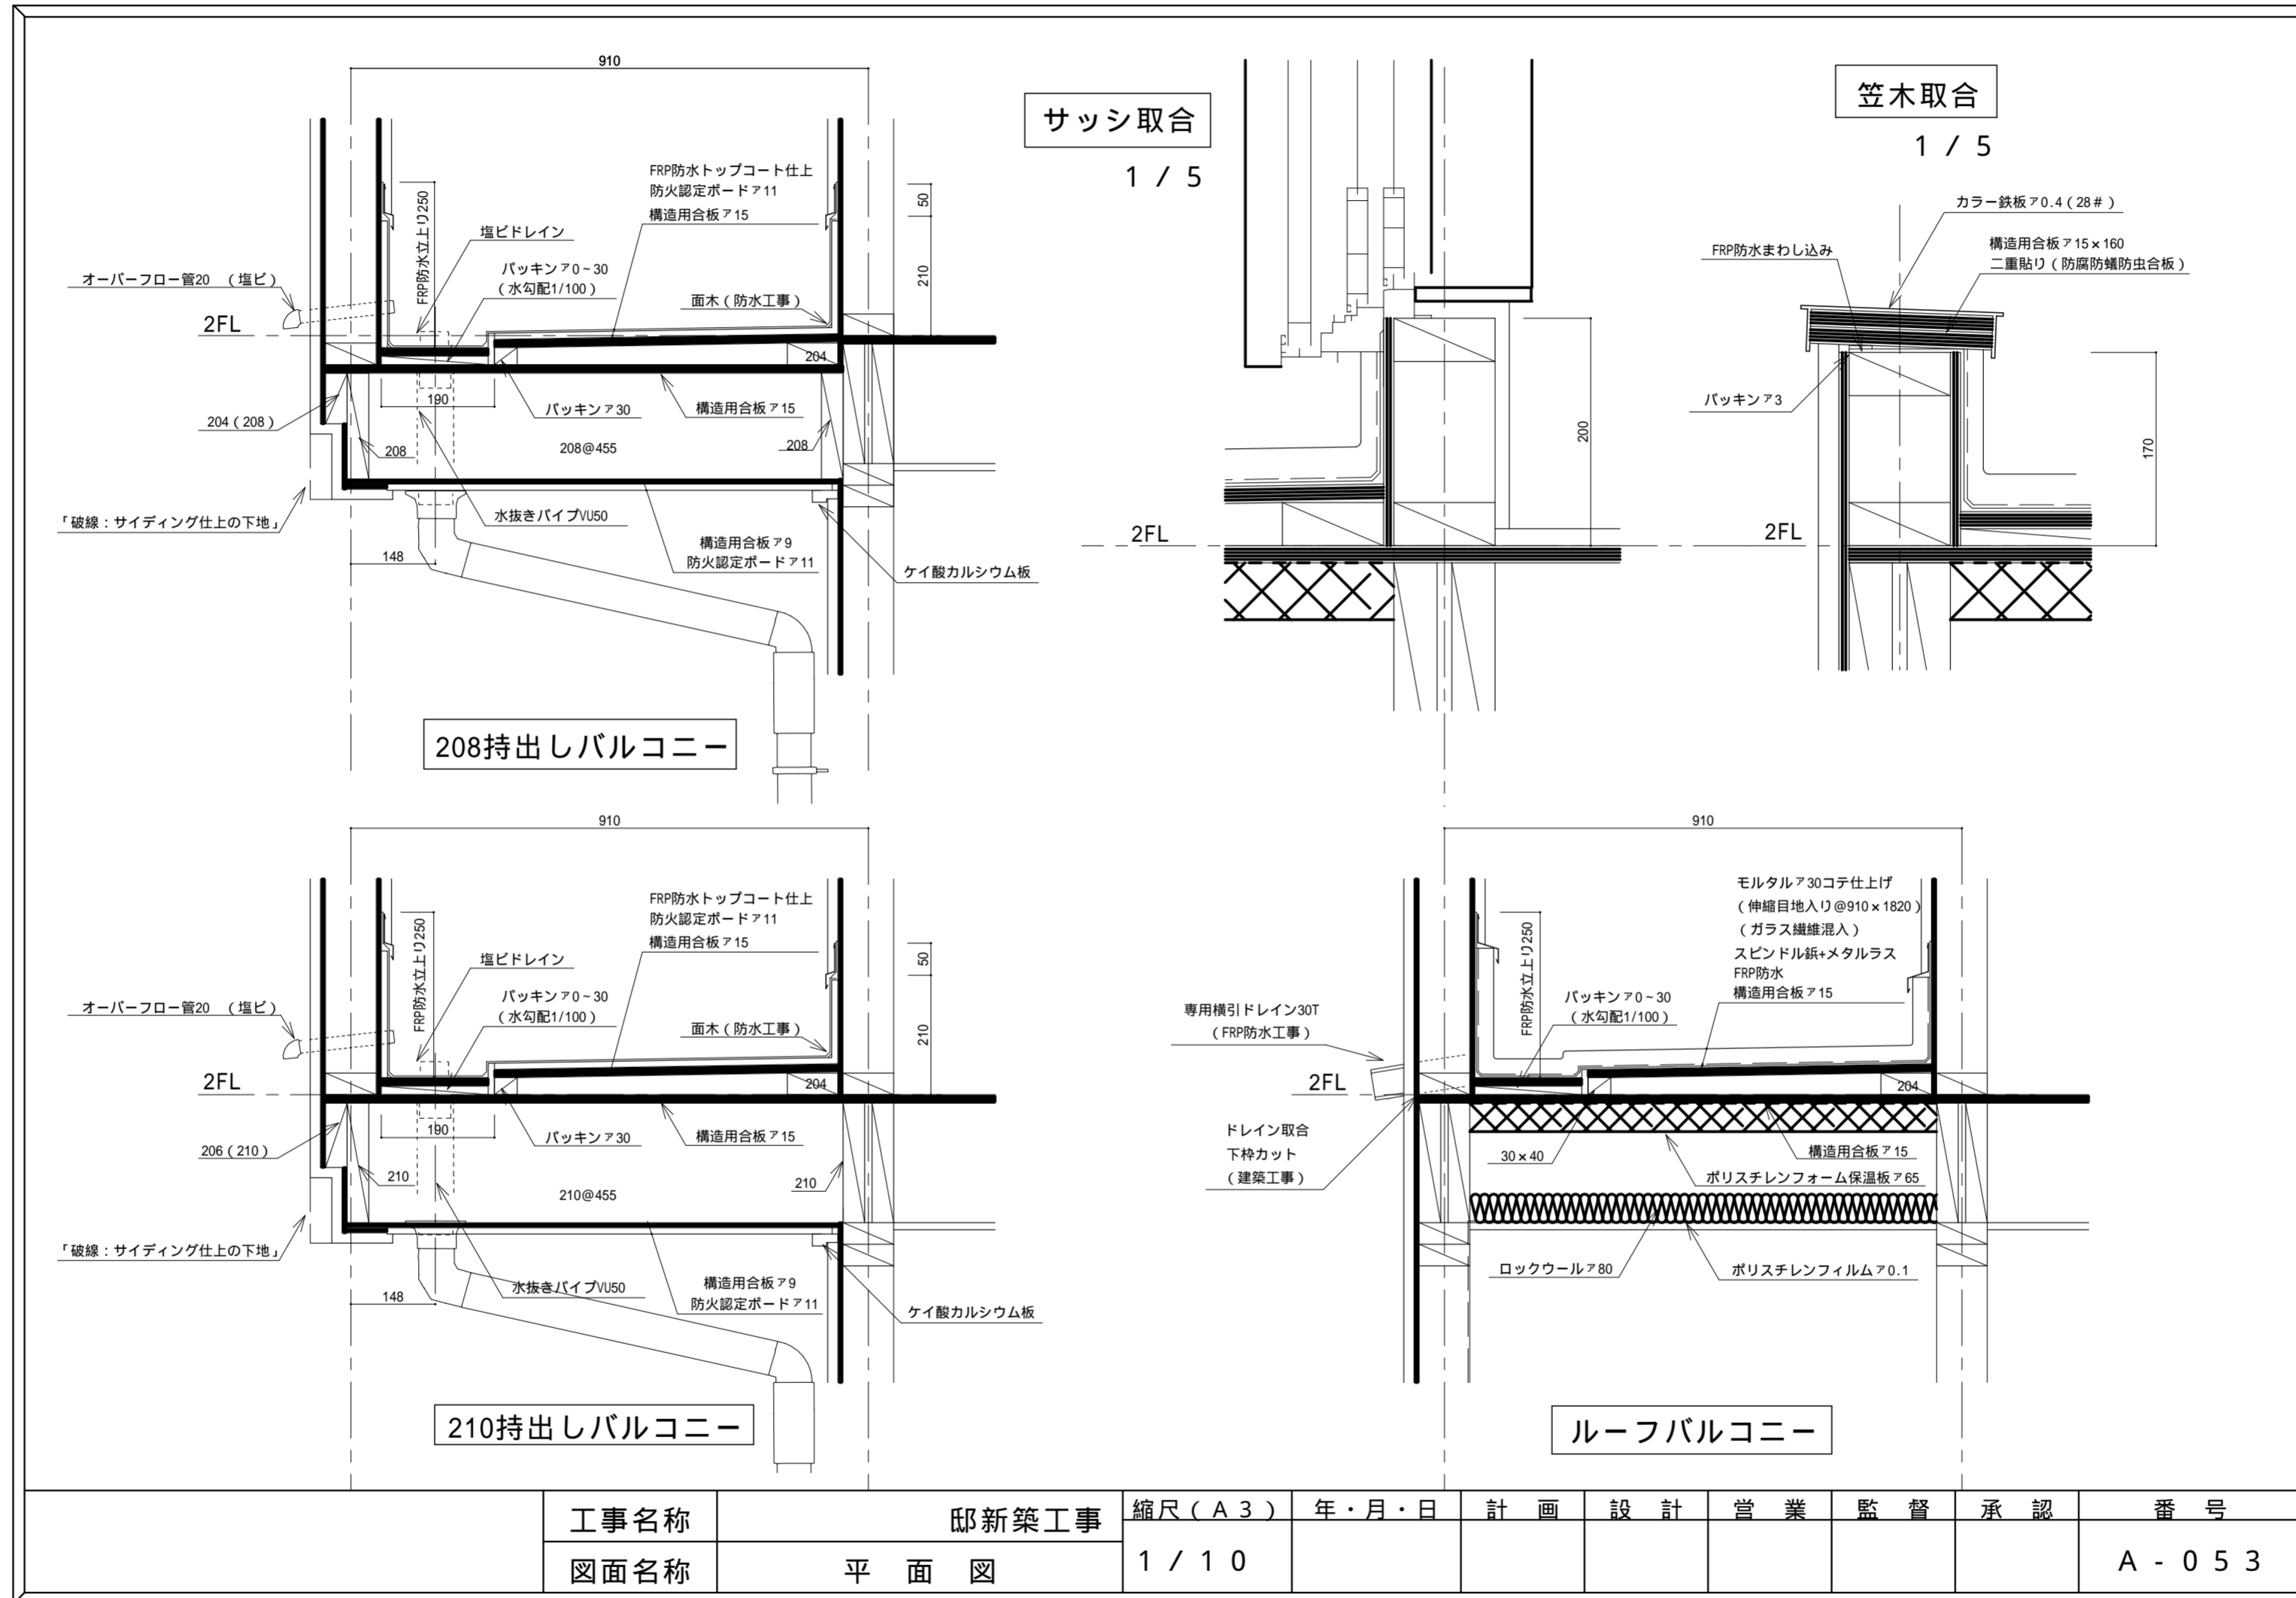 910
FRP防水トップコート仕上
防火認定ボードァ11
構造用合板ァ15
FRP防水立上り250
塩ビドレイン
パッキンァ0~30
(水勾配1/100)
オーバーフロー管20 (塩ビ)
面木(防水工事)
50
210
2FL
204
190
パッキンァ30
構造用合板ァ15
204(208)
208
208@455
208
「破線:サイディング仕上の下地」
水抜きパイプVU50
構造用合板ァ9
防火認定ボードァ11
148
ケイ酸カルシウム板
208持出しバルコニー
サッシ取合
1 / 5
200
2FL
笠木取合
1 / 5
カラー鉄板ァ0.4(28#)
FRP防水まわし込み
構造用合板ァ15×160
二重貼り(防腐防蟻防虫合板)
パッキンァ3
170
2FL
910
FRP防水トップコート仕上
防火認定ボードァ11
構造用合板ァ15
FRP防水立上り250
塩ビドレイン
パッキンァ0~30
(水勾配1/100)
オーバーフロー管20 (塩ビ)
面木(防水工事)
50
210
2FL
204
190
パッキンァ30
構造用合板ァ15
206(210)
210
210@455
210
「破線:サイディング仕上の下地」
水抜きパイプVU50
構造用合板ァ9
防火認定ボードァ11
148
ケイ酸カルシウム板
210持出しバルコニー
910
モルタルァ30コテ仕上げ
(伸縮目地入り@910×1820)
(ガラス繊維混入)
スピンドル鋲+メタルラス
FRP防水
構造用合板ァ15
FRP防水立上り250
パッキンァ0~30
(水勾配1/100)
専用横引ドレイン30T
(FRP防水工事)
2FL
204
ドレイン取合
下枠カット
(建築工事)
30×40
構造用合板ァ15
ポリスチレンフォーム保温板ァ65
ロックウールァ80
ポリスチレンフィルムァ0.1
ルーフバルコニー
工事名称 邸新築工事 縮尺(A3) 年・月・日 計画 設計 営業 監督 承認 番号
図面名称 平面図 1/10 A-053